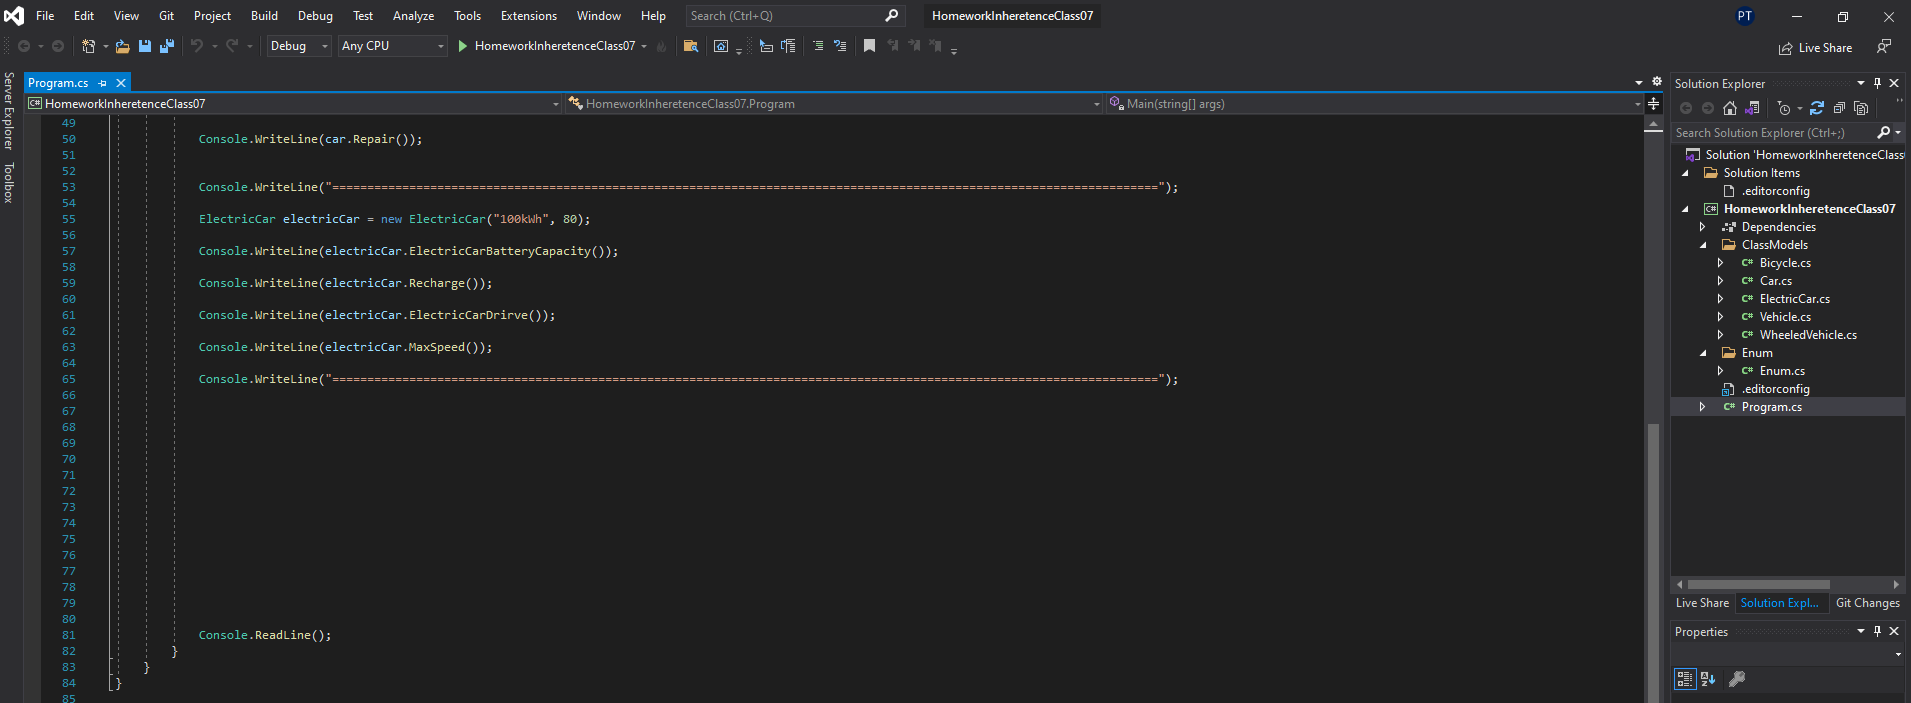 File Edit View Git Project Build Debug Test Analyze Tools Extensions Window Help Search (Ctrl+Q) HomeworkInheretenceClass07 PT
Debug Any CPU HomeworkInheretenceClass07 Live Share
Server Explorer
Toolbox
Program.cs
HomeworkInheretenceClass07 HomeworkInheretenceClass07.Program Main(string[] args)
49
50 Console.WriteLine(car.Repair());
51
52
53 Console.WriteLine("======================================================================================================================");
54
55 ElectricCar electricCar = new ElectricCar("100kWh", 80);
56
57 Console.WriteLine(electricCar.ElectricCarBatteryCapacity());
58
59 Console.WriteLine(electricCar.Recharge());
60
61 Console.WriteLine(electricCar.ElectricCarDrirve());
62
63 Console.WriteLine(electricCar.MaxSpeed());
64
65 Console.WriteLine("======================================================================================================================");
66
67
68
69
70
71
72
73
74
75
76
77
78
79
80
81 Console.ReadLine();
82 }
83 }
84 }
85
Solution Explorer
Search Solution Explorer (Ctrl+;)
Solution 'HomeworkInheretenceClass
Solution Items
.editorconfig
C# HomeworkInheretenceClass07
Dependencies
ClassModels
C# Bicycle.cs
C# Car.cs
C# ElectricCar.cs
C# Vehicle.cs
C# WheeledVehicle.cs
Enum
C# Enum.cs
.editorconfig
C# Program.cs
Live Share Solution Expl... Git Changes
Properties